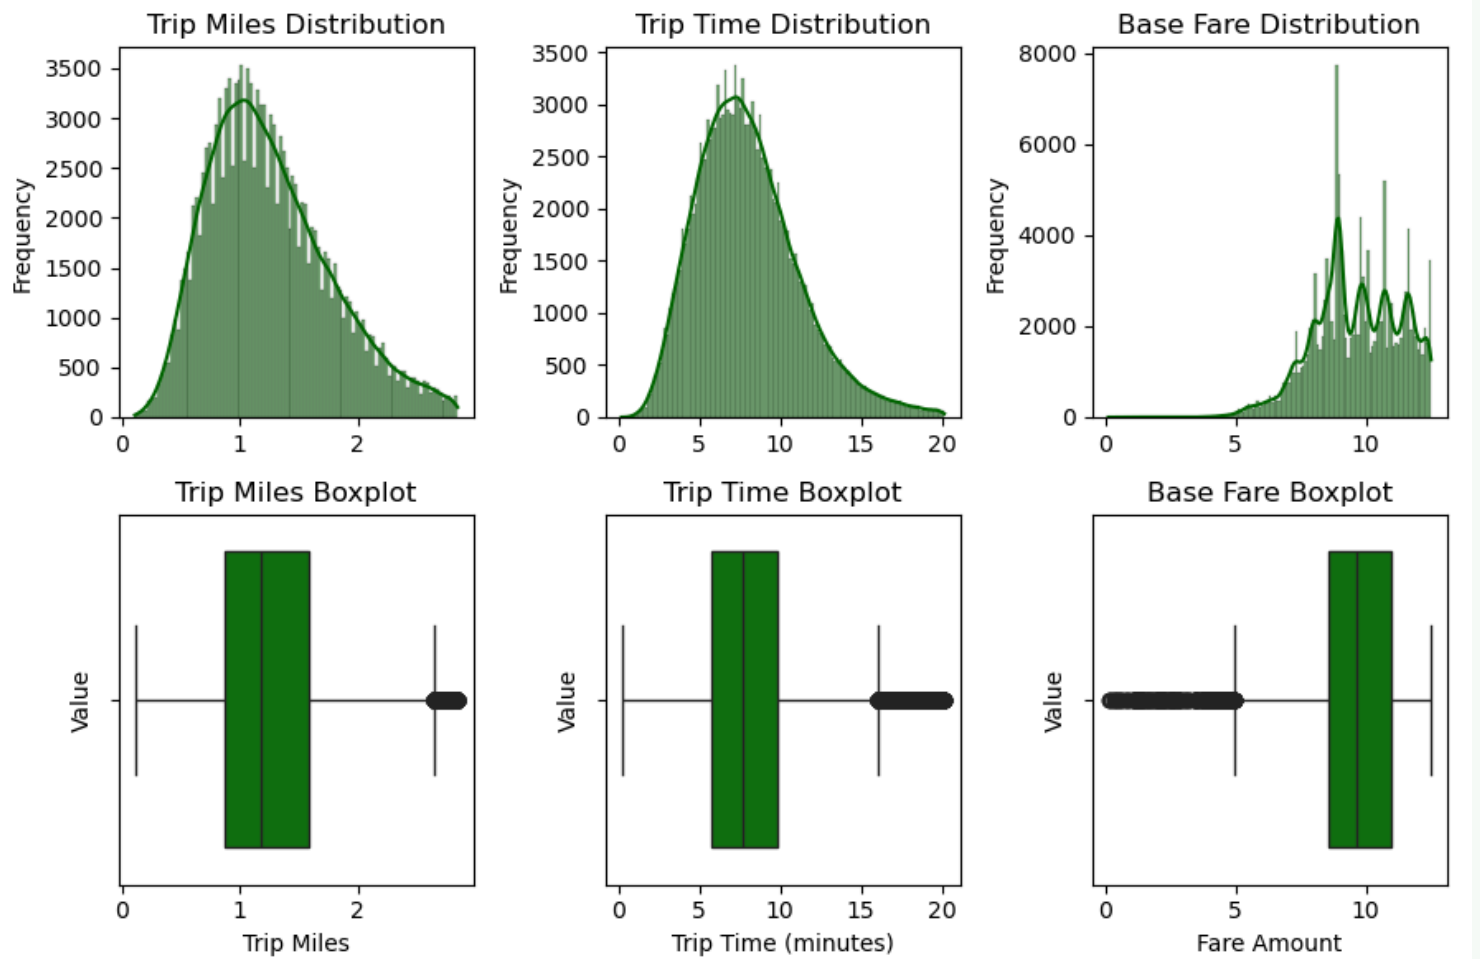 Trip Miles Distribution
Trip Time Distribution
Base Fare Distribution
Frequency
3500
3000
2500
2000
1500
1000
500
0
0
1
2
Frequency
3500
3000
2500
2000
1500
1000
500
0
0
5
10
15
20
Frequency
8000
6000
4000
2000
0
0
5
10
Trip Miles Boxplot
Trip Time Boxplot
Base Fare Boxplot
Value
0
1
2
Trip Miles
Value
0
5
10
15
20
Trip Time (minutes)
Value
0
5
10
Fare Amount